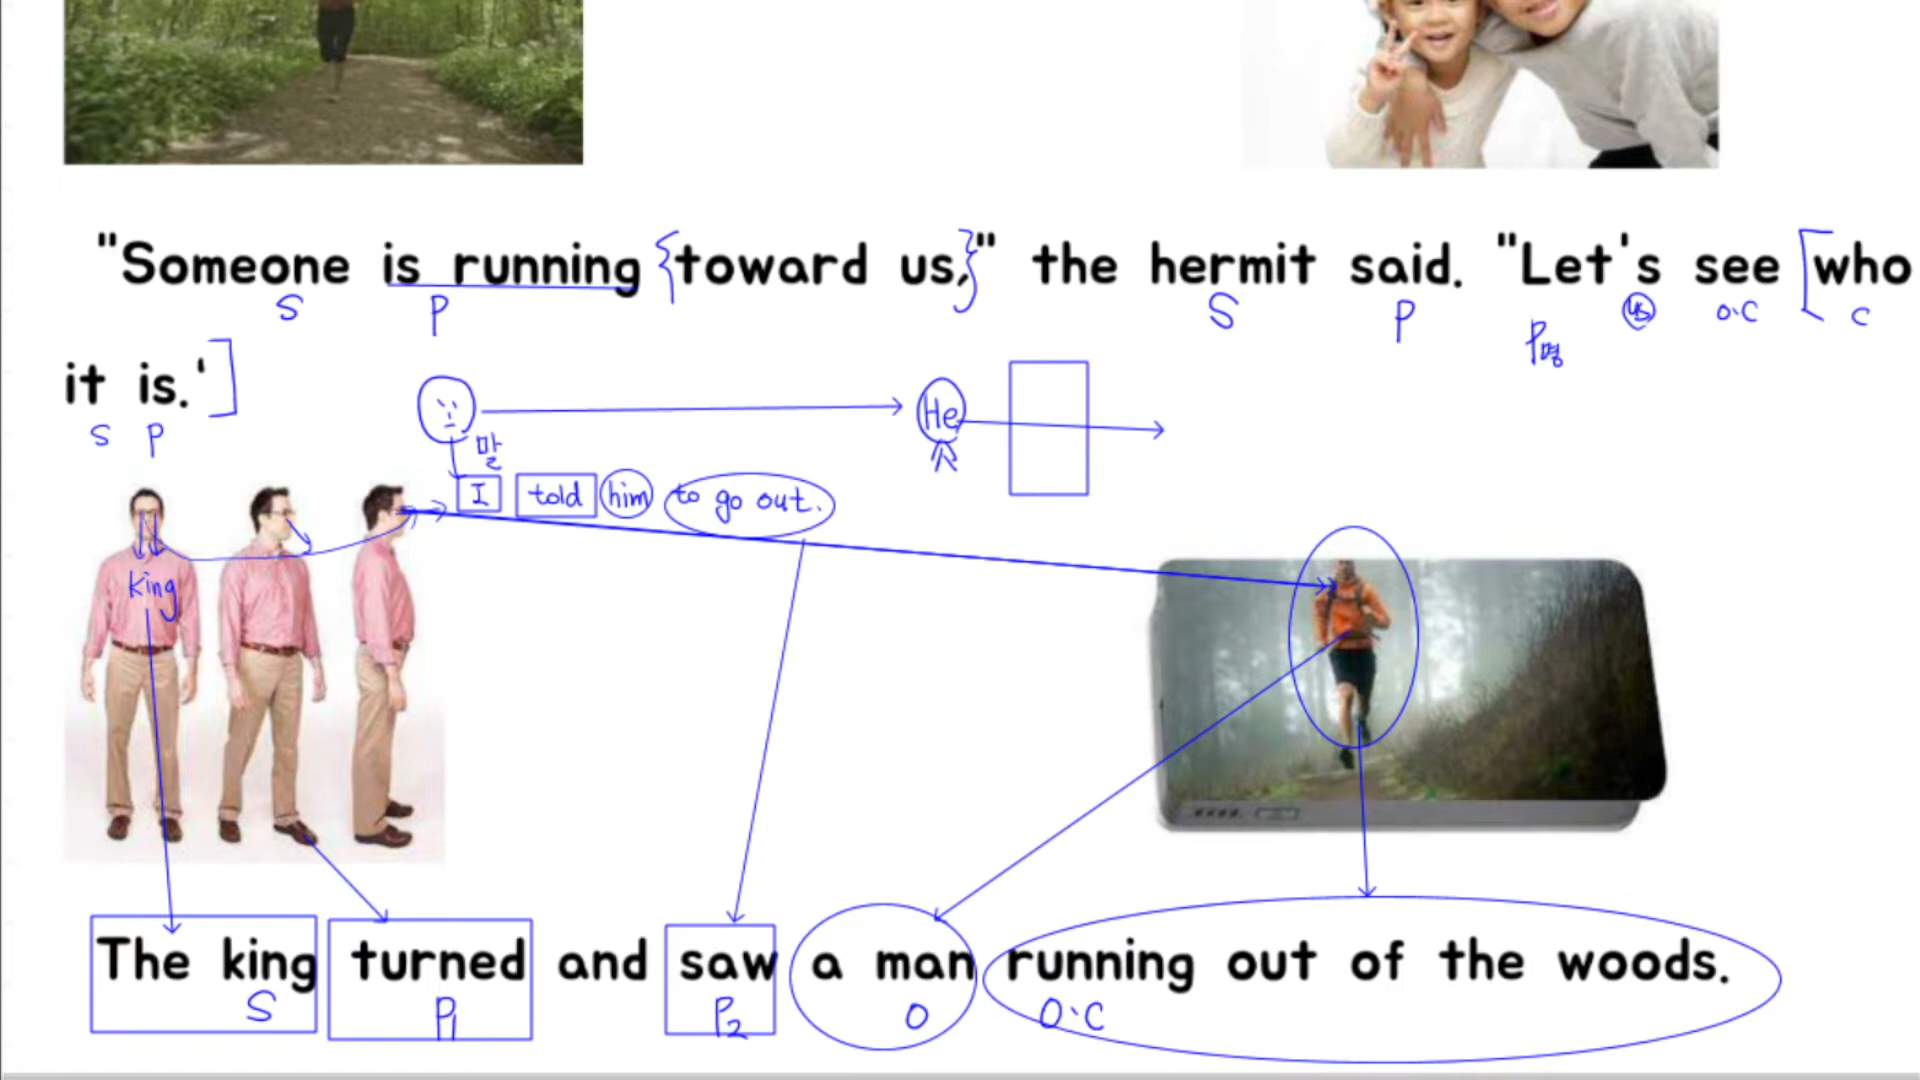 "Someone is running {toward us,}" the hermit said. "Let's see [who
S P S P P명 us O·C C
it is.']
S P
He
말
I told him to go out.
king
The king turned and saw a man running out of the woods.
S P1 P2 O O·C